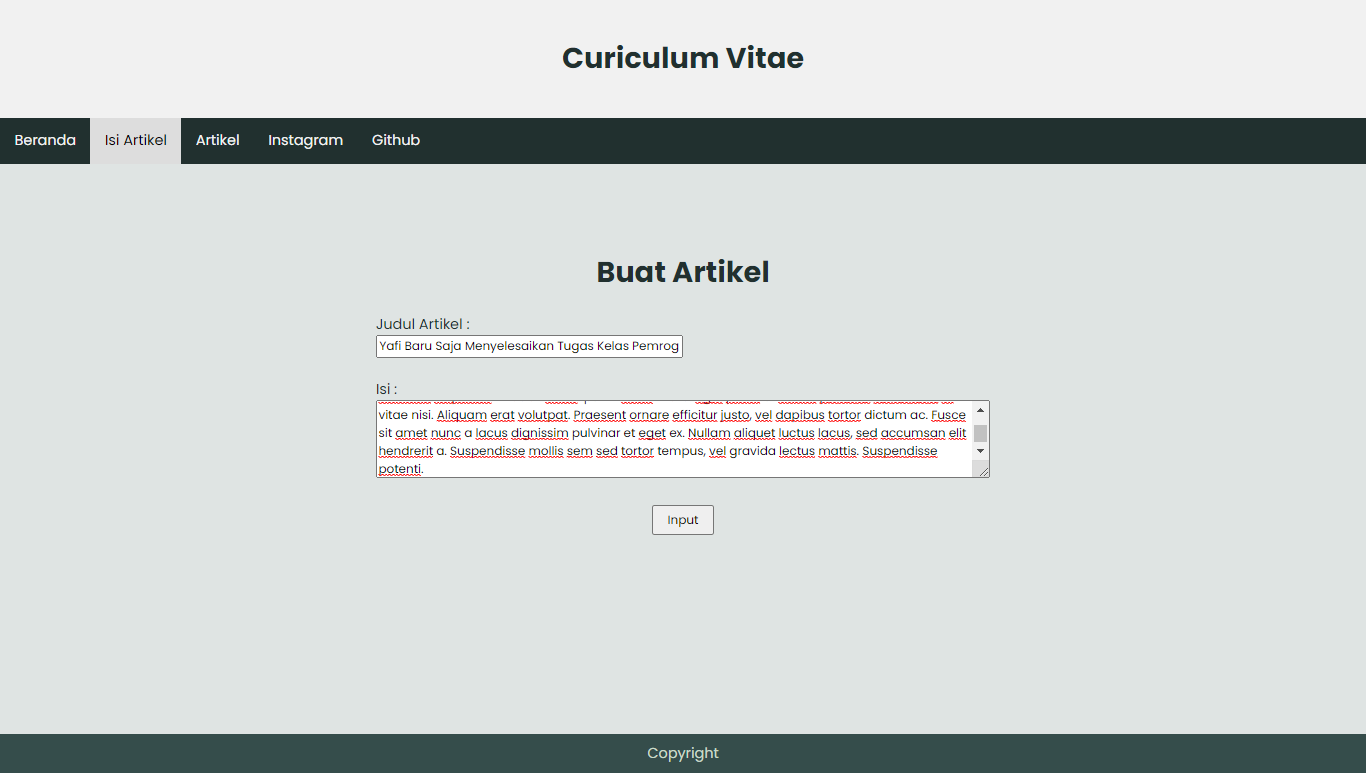 Curiculum Vitae
Beranda Isi Artikel Artikel Instagram Github
Buat Artikel
Judul Artikel :
Yafi Baru Saja Menyelesaikan Tugas Kelas Pemrog
Isi :
vitae nisi. Aliquam erat volutpat. Praesent ornare efficitur justo, vel dapibus tortor dictum ac. Fusce
sit amet nunc a lacus dignissim pulvinar et eget ex. Nullam aliquet luctus lacus, sed accumsan elit
hendrerit a. Suspendisse mollis sem sed tortor tempus, vel gravida lectus mattis. Suspendisse
potenti.
Input
Copyright